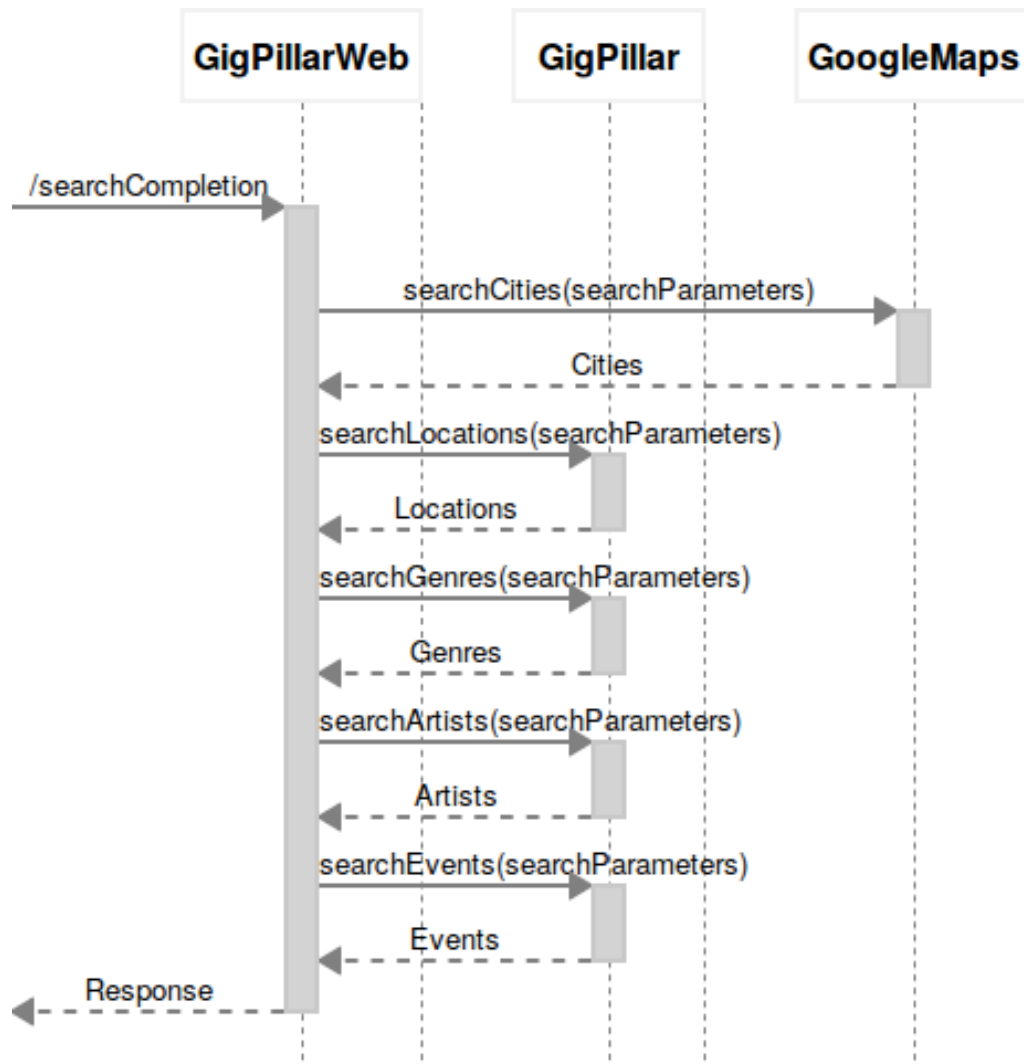 GigPillarWeb GigPillar GoogleMaps
/searchCompletion
searchCities(searchParameters)
Cities
searchLocations(searchParameters)
Locations
searchGenres(searchParameters)
Genres
searchArtists(searchParameters)
Artists
searchEvents(searchParameters)
Events
Response